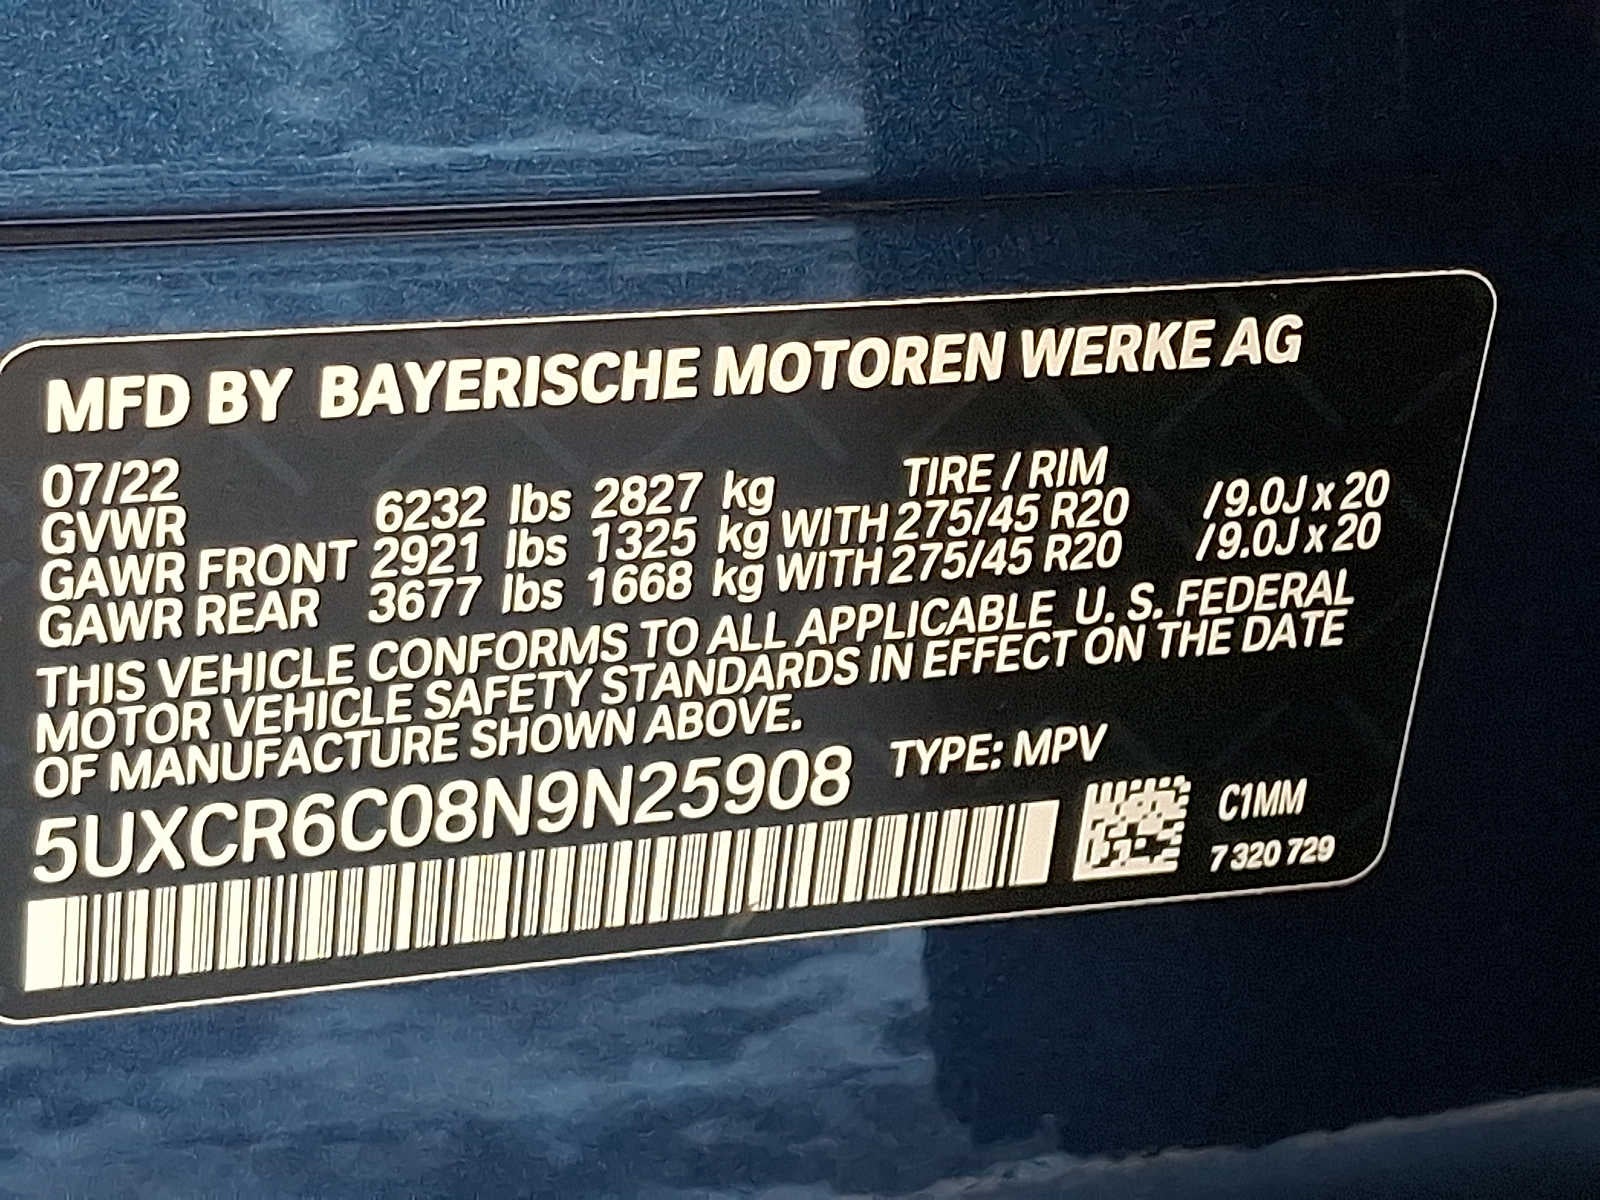 MFD BY BAYERISCHE MOTOREN WERKE AG
07/22 TIRE / RIM
GVWR 6232 lbs 2827 kg
GAWR FRONT 2921 lbs 1325 kg WITH 275/45 R20 /9.0J x 20
GAWR REAR 3677 lbs 1668 kg WITH 275/45 R20 /9.0J x 20
THIS VEHICLE CONFORMS TO ALL APPLICABLE U. S. FEDERAL
MOTOR VEHICLE SAFETY STANDARDS IN EFFECT ON THE DATE
OF MANUFACTURE SHOWN ABOVE.
5UXCR6C08N9N25908 TYPE: MPV
C1MM
7 320 729